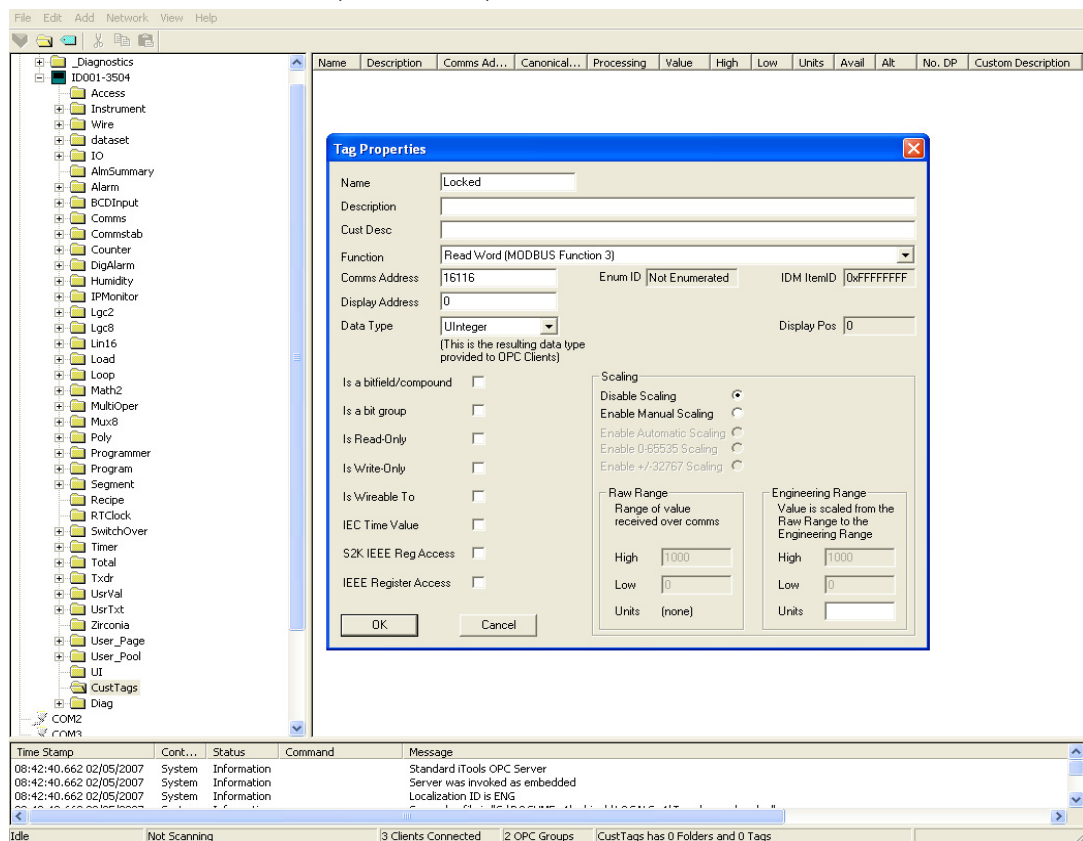 File Edit Add Network View Help
_Diagnostics
ID001-3504
Access
Instrument
Wire
dataset
IO
AlmSummary
Alarm
BCDInput
Comms
Commstab
Counter
DigAlarm
Humidity
IPMonitor
Lgc2
Lgc8
Lin16
Load
Loop
Math2
MultiOper
Mux8
Poly
Programmer
Program
Segment
Recipe
RTClock
SwitchOver
Timer
Total
Txdr
UsrVal
UsrTxt
Zirconia
User_Page
User_Pool
UI
CustTags
Diag
COM2
COM3
Name Description Comms Ad... Canonical... Processing Value High Low Units Avail Alt No. DP Custom Description
Tag Properties
Name Locked
Description
Cust Desc
Function Read Word (MODBUS Function 3)
Comms Address 16116 Enum ID Not Enumerated IDM ItemID 0xFFFFFFFF
Display Address 0
Data Type UInteger Display Pos 0
(This is the resulting data type
provided to OPC Clients)
Is a bitfield/compound
Is a bit group
Is Read-Only
Is Write-Only
Is Wireable To
IEC Time Value
S2K IEEE Reg Access
IEEE Register Access
OK Cancel
Scaling
Disable Scaling
Enable Manual Scaling
Enable Automatic Scaling
Enable 0-65535 Scaling
Enable +/-32767 Scaling
Raw Range
Range of value
received over comms
High 1000
Low 0
Units (none)
Engineering Range
Value is scaled from the
Raw Range to the
Engineering Range
High 1000
Low 0
Units
Time Stamp Cont... Status Command Message
08:42:40.662 02/05/2007 System Information Standard iTools OPC Server
08:42:40.662 02/05/2007 System Information Server was invoked as embedded
08:42:40.662 02/05/2007 System Information Localization ID is ENG
Idle Not Scanning 3 Clients Connected 2 OPC Groups CustTags has 0 Folders and 0 Tags